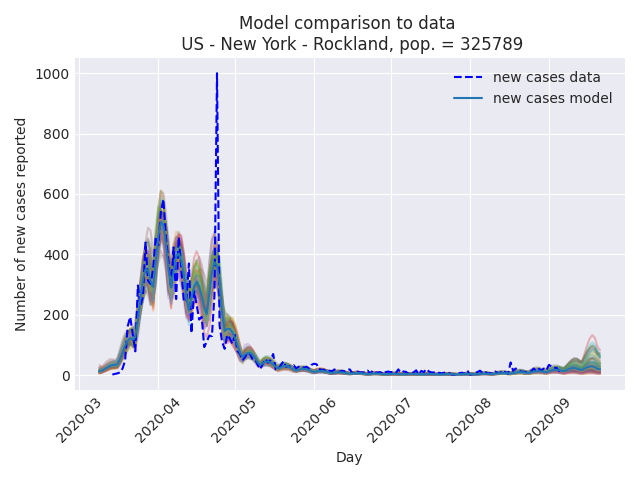 Model comparison to data
US - New York - Rockland, pop. = 325789
new cases data
new cases model
Number of new cases reported
1000
800
600
400
200
0
2020-03
2020-04
2020-05
2020-06
2020-07
2020-08
2020-09
Day